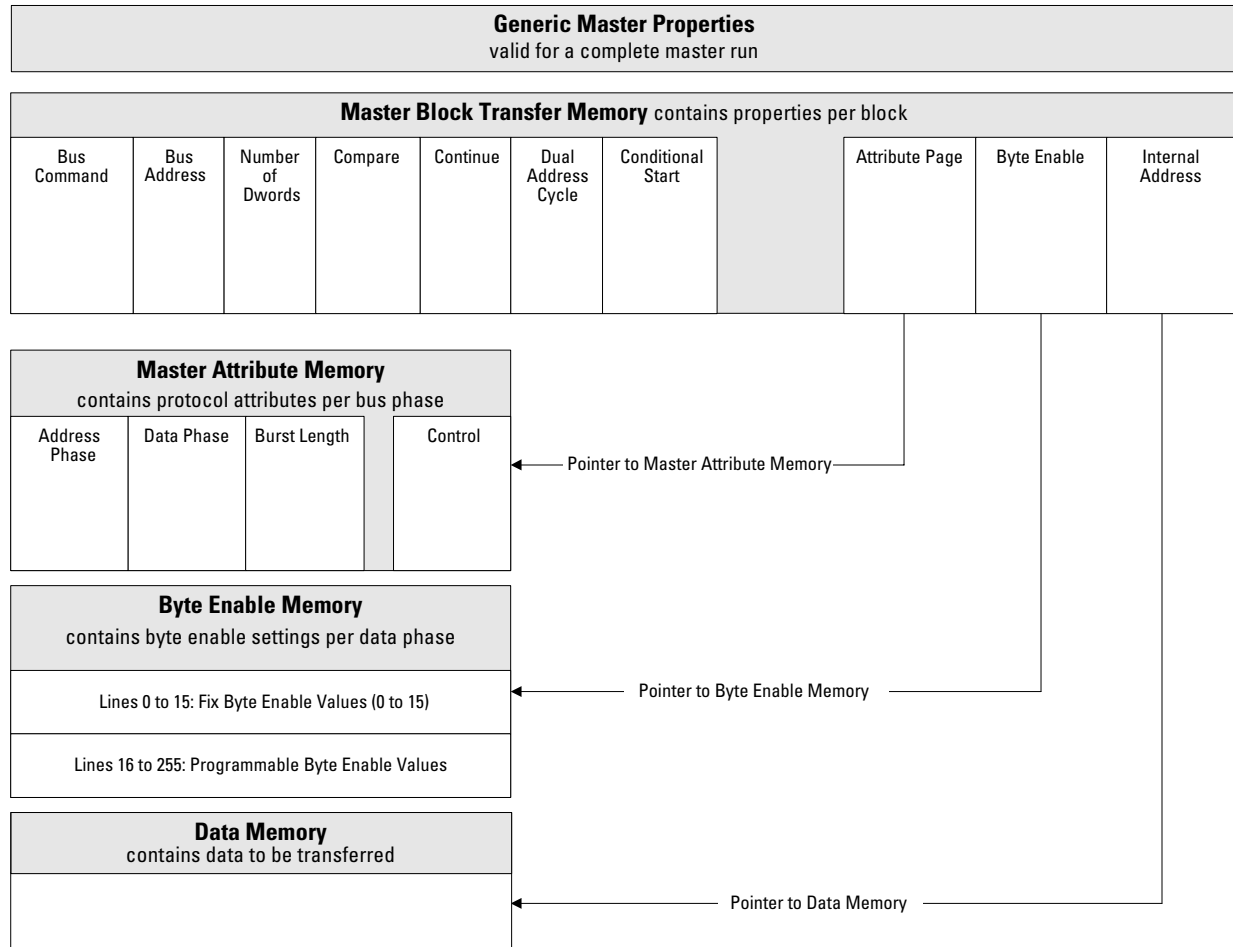 Generic Master Properties
valid for a complete master run
Master Block Transfer Memory contains properties per block
Bus
Command
Bus
Address
Number
of
Dwords
Compare
Continue
Dual
Address
Cycle
Conditional
Start
Attribute Page
Byte Enable
Internal
Address
Master Attribute Memory
contains protocol attributes per bus phase
Address
Phase
Data Phase
Burst Length
Control
Pointer to Master Attribute Memory
Byte Enable Memory
contains byte enable settings per data phase
Lines 0 to 15: Fix Byte Enable Values (0 to 15)
Pointer to Byte Enable Memory
Lines 16 to 255: Programmable Byte Enable Values
Data Memory
contains data to be transferred
Pointer to Data Memory